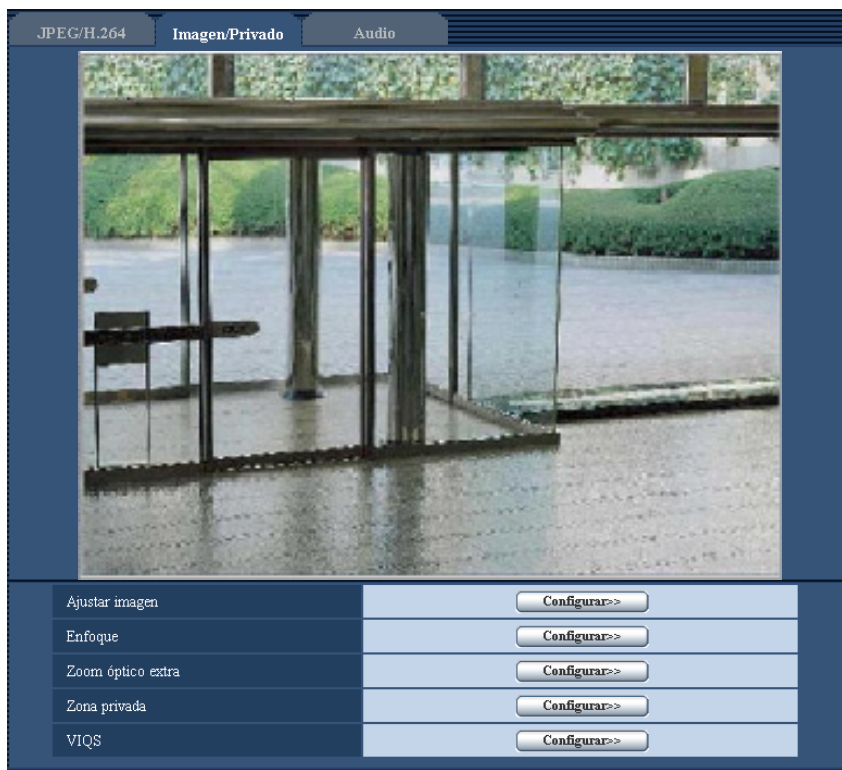 JPEG/H.264 Imagen/Privado Audio
Ajustar imagen Configurar>>
Enfoque Configurar>>
Zoom óptico extra Configurar>>
Zona privada Configurar>>
VIQS Configurar>>